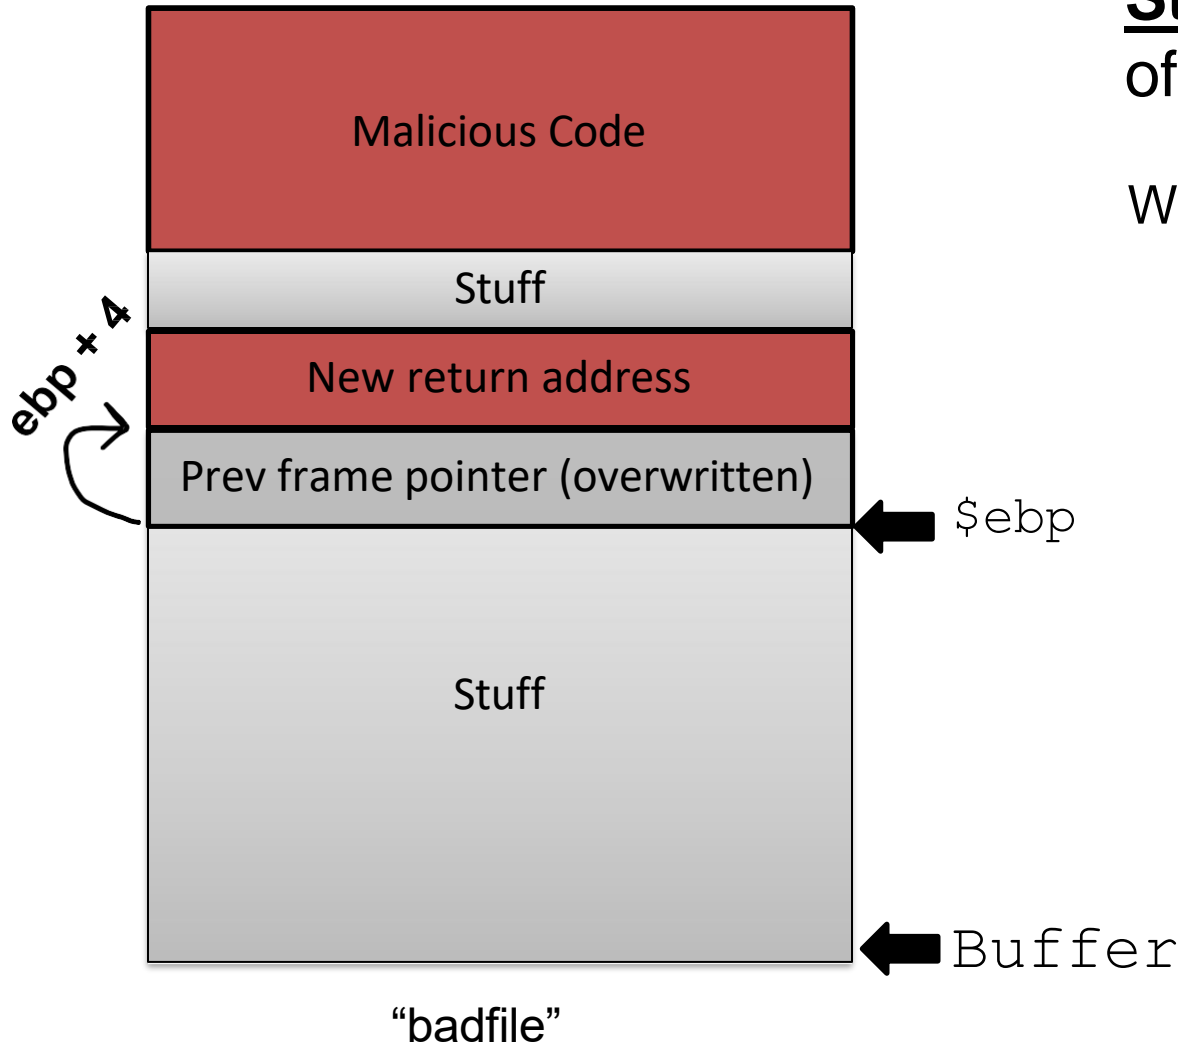 of
Malicious Code
W
Stuff
ebp + 4
New return address
Prev frame pointer (overwritten)
$ebp
Stuff
Buffer
“badfile”